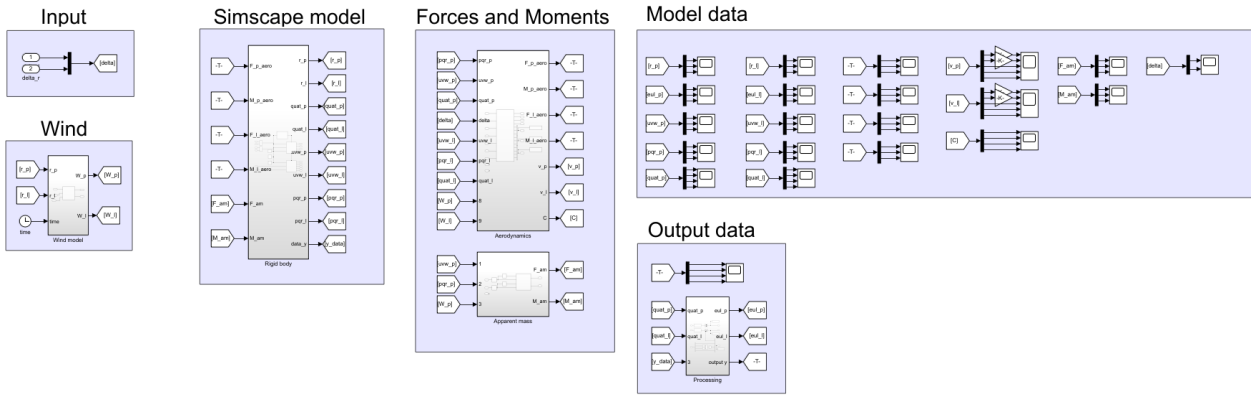 Input
1
2
delta_r
[delta]
Wind
[r_p]
[r_l]
time
r_p
r_l
time
W_p
W_l
[W_p]
[W_l]
Wind model
Simscape model
-T-
-T-
-T-
-T-
[F_am]
[M_am]
F_p_aero
M_p_aero
F_l_aero
M_l_aero
F_am
M_am
r_p
r_l
quat_p
quat_l
uvw_p
uvw_l
pqr_p
pqr_l
data_y
[r_p]
[r_l]
[quat_p]
[quat_l]
[uvw_p]
[uvw_l]
[pqr_p]
[pqr_l]
[y_data]
Rigid body
Forces and Moments
[pqr_p]
[uvw_p]
[quat_p]
[delta]
[uvw_l]
[pqr_l]
[quat_l]
[W_p]
[W_l]
pqr_p
uvw_p
quat_p
delta
uvw_l
pqr_l
quat_l
8
9
F_p_aero
M_p_aero
F_l_aero
M_l_aero
v_p
v_l
C
-T-
-T-
-T-
-T-
[v_p]
[v_l]
[C]
Aerodynamics
[uvw_p]
[pqr_p]
[W_p]
1
2
3
F_am
M_am
[F_am]
[M_am]
Apparent mass
Model data
[r_p]
[eul_p]
[uvw_p]
[pqr_p]
[quat_p]
[r_l]
[eul_l]
[uvw_l]
[pqr_l]
[quat_l]
-T-
-T-
-T-
-T-
[v_p]
-K-
[v_l]
-K-
[C]
[F_am]
[M_am]
[delta]
Output data
-T-
[quat_p]
[quat_l]
[y_data]
quat_p
quat_l
3
eul_p
eul_l
output y
[eul_p]
[eul_l]
-T-
Processing